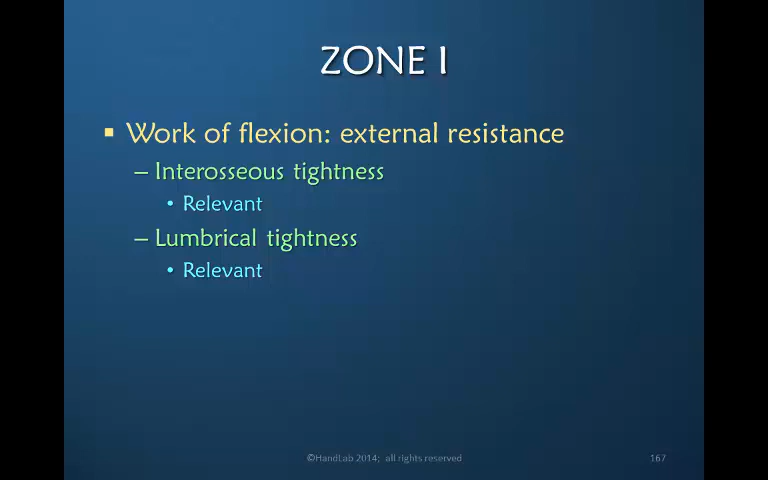 ZONE I
▪ Work of flexion: external resistance
– Interosseous tightness
• Relevant
– Lumbrical tightness
• Relevant
©HandLab 2014; all rights reserved
167